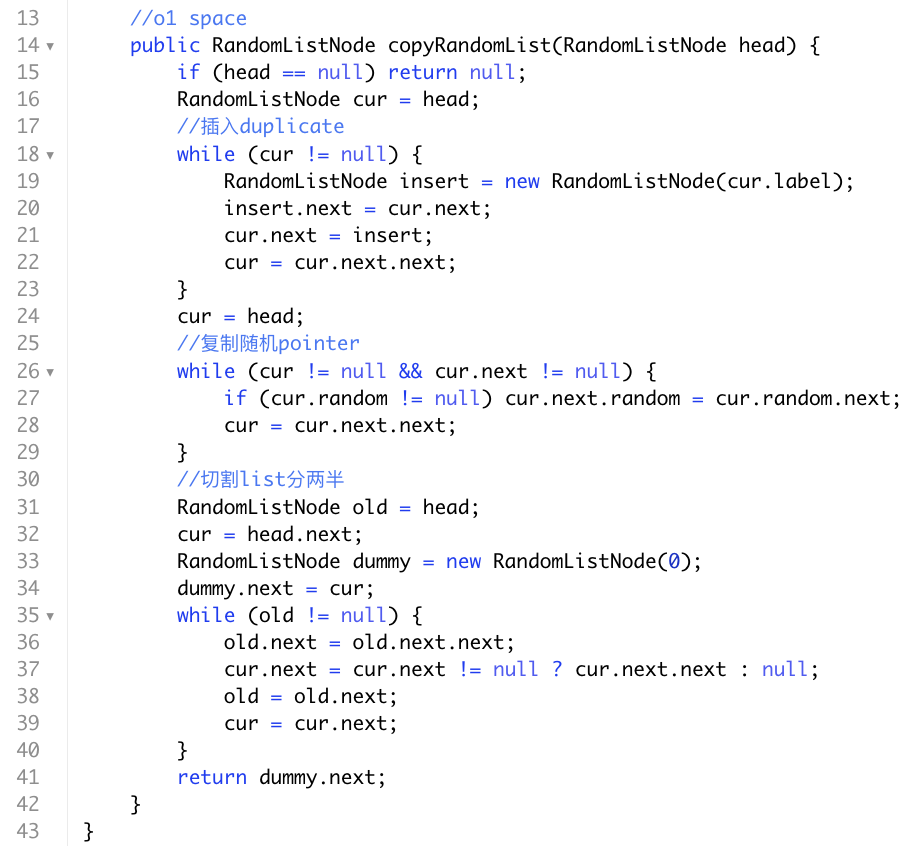 13 //o1 space
14 public RandomListNode copyRandomList(RandomListNode head) {
15 if (head == null) return null;
16 RandomListNode cur = head;
17 //插入duplicate
18 while (cur != null) {
19 RandomListNode insert = new RandomListNode(cur.label);
20 insert.next = cur.next;
21 cur.next = insert;
22 cur = cur.next.next;
23 }
24 cur = head;
25 //复制随机pointer
26 while (cur != null && cur.next != null) {
27 if (cur.random != null) cur.next.random = cur.random.next;
28 cur = cur.next.next;
29 }
30 //切割list分两半
31 RandomListNode old = head;
32 cur = head.next;
33 RandomListNode dummy = new RandomListNode(0);
34 dummy.next = cur;
35 while (old != null) {
36 old.next = old.next.next;
37 cur.next = cur.next != null ? cur.next.next : null;
38 old = old.next;
39 cur = cur.next;
40 }
41 return dummy.next;
42 }
43 }